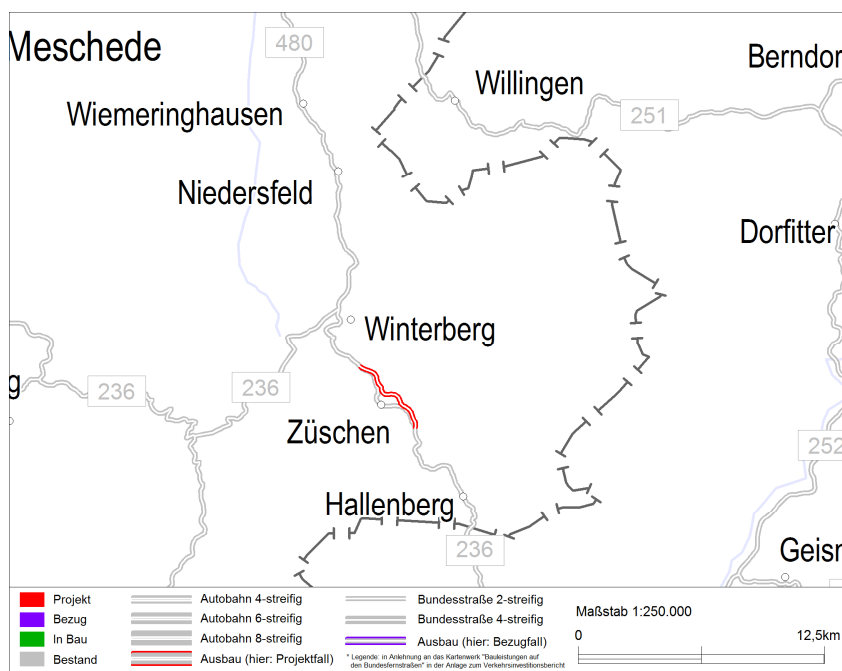 Meschede
480
Willingen
Berndor
Wiemeringhausen
251
Niedersfeld
Dorfitter
Winterberg
g
236
236
Züschen
252
Hallenberg
236
Geisn
Projekt
Bezug
In Bau
Bestand
Autobahn 4-streifig
Autobahn 6-streifig
Autobahn 8-streifig
Ausbau (hier: Projektfall)
Bundesstraße 2-streifig
Bundesstraße 4-streifig
Ausbau (hier: Bezugfall)
* Legende: in Anlehnung an das Kartenwerk "Bauleistungen auf
den Bundesfernstraßen" in der Anlage zum Verkehrsinvestitionsbericht
Maßstab 1:250.000
0 12,5km